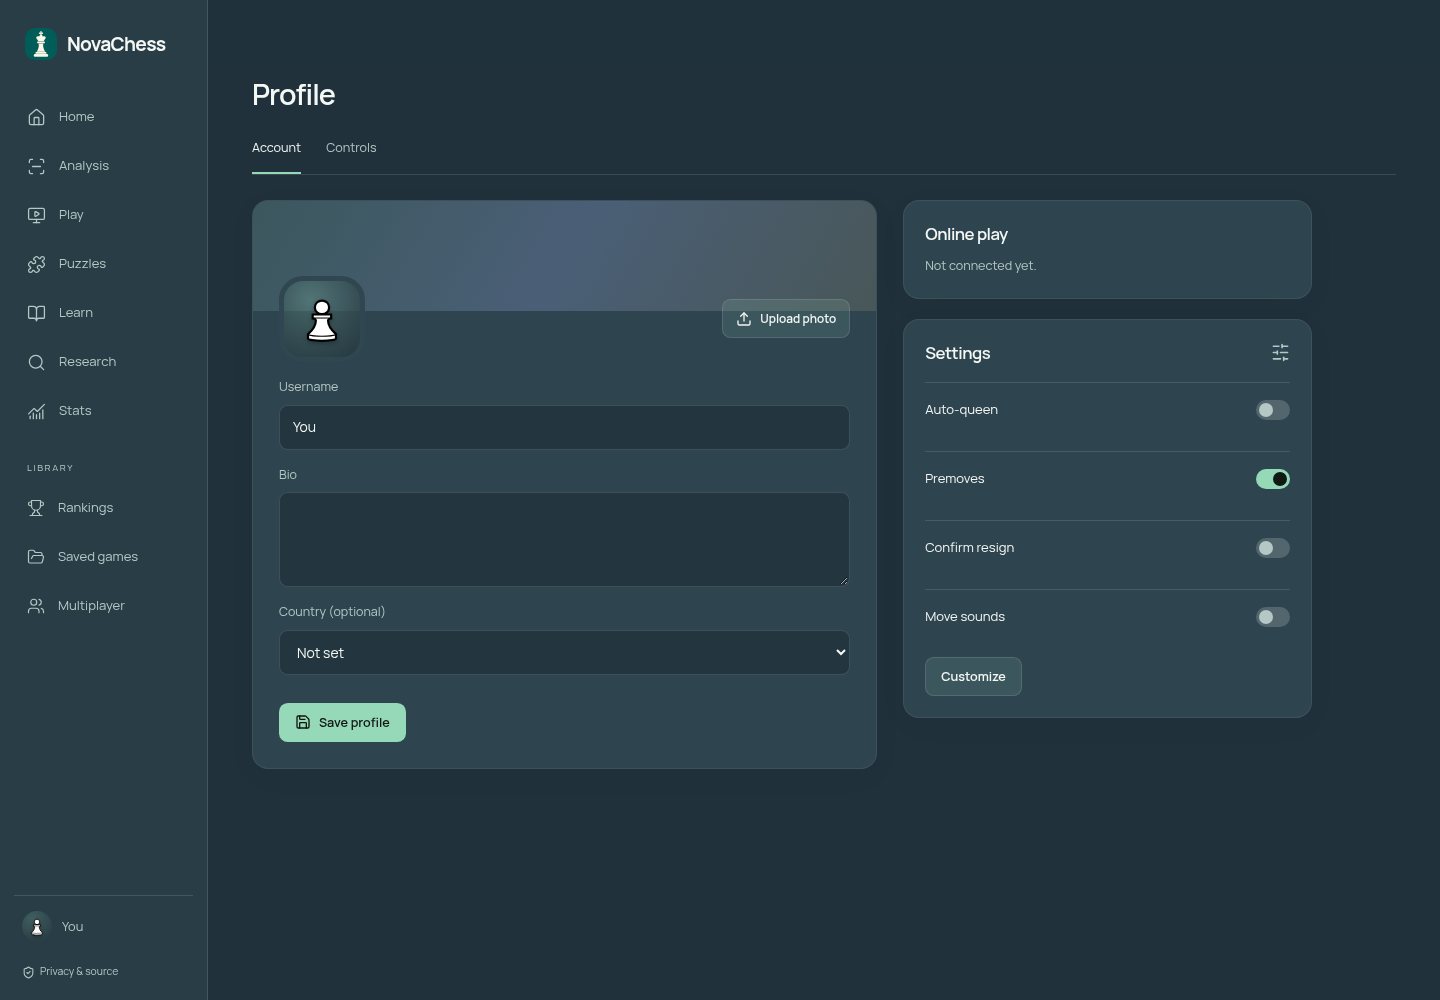 NovaChess
Home
Analysis
Play
Puzzles
Learn
Research
Stats
LIBRARY
Rankings
Saved games
Multiplayer
You
Privacy & source
Profile
Account
Controls
Upload photo
Username
You
Bio
Country (optional)
Not set
Save profile
Online play
Not connected yet.
Settings
Auto-queen
Premoves
Confirm resign
Move sounds
Customize